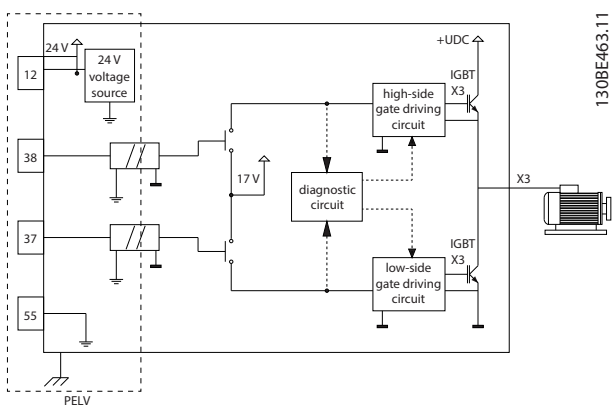 130BE463.11
+UDC
24 V
12
24 V
voltage
source
IGBT
X3
high-side
gate driving
circuit
38
17 V
diagnostic
circuit
X3
37
IGBT
X3
low-side
gate driving
circuit
55
PELV